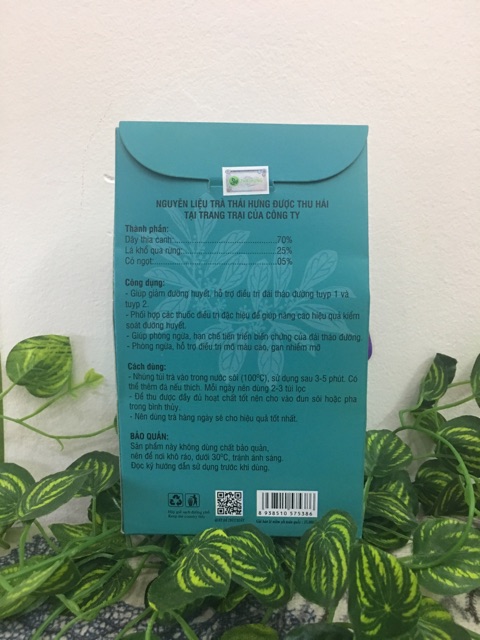 NGUYÊN LIỆU TRÀ THÁI HƯNG ĐƯỢC THU HÁI
TẠI TRANG TRẠI CỦA CÔNG TY
Thành phần:
Dây thìa canh:.....................................70%
Lá khổ qua rừng:.................................25%
Cỏ ngọt:..............................................05%
Công dụng:
- Giúp giảm đường huyết, hỗ trợ điều trị đái tháo đường tuyp 1 và
tuyp 2.
- Phối hợp các thuốc điều trị đặc hiệu để giúp nâng cao hiệu quả kiểm
soát đường huyết.
- Giúp phòng ngừa, hạn chế tiến triển biến chứng của đái tháo đường.
- Phòng ngừa, hỗ trợ điều trị mỡ máu cao, gan nhiễm mỡ
Cách dùng:
- Nhúng túi trà vào trong nước sôi (100°C), sử dụng sau 3-5 phút. Có
thể thêm đá nếu thích. Mỗi ngày nên dùng 2-3 túi lọc
- Để thu được đầy đủ hoạt chất tốt nên cho vào đun sôi hoặc pha
trong bình thủy.
- Nên dùng trà hàng ngày sẽ cho hiệu quả tốt nhất.
BẢO QUẢN:
Sản phẩm này không dùng chất bảo quản,
nên để nơi khô ráo, dưới 30°C, tránh ánh sáng.
Đọc kỹ hướng dẫn sử dụng trước khi dùng.
8 938510 575386